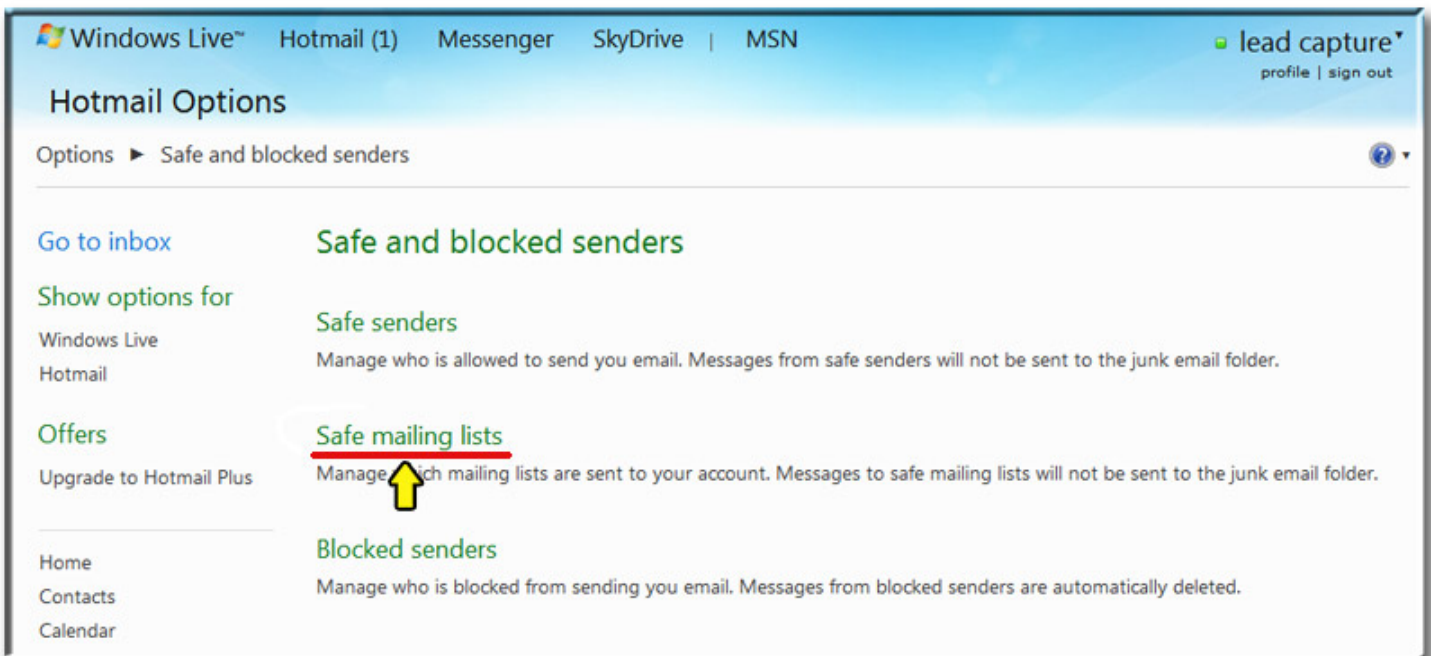 Windows Live™ Hotmail (1) Messenger SkyDrive | MSN
lead capture
profile | sign out
Hotmail Options
Options ► Safe and blocked senders
Go to inbox
Show options for
Windows Live
Hotmail
Offers
Upgrade to Hotmail Plus
Home
Contacts
Calendar
Safe and blocked senders
Safe senders
Manage who is allowed to send you email. Messages from safe senders will not be sent to the junk email folder.
Safe mailing lists
Manage which mailing lists are sent to your account. Messages to safe mailing lists will not be sent to the junk email folder.
Blocked senders
Manage who is blocked from sending you email. Messages from blocked senders are automatically deleted.